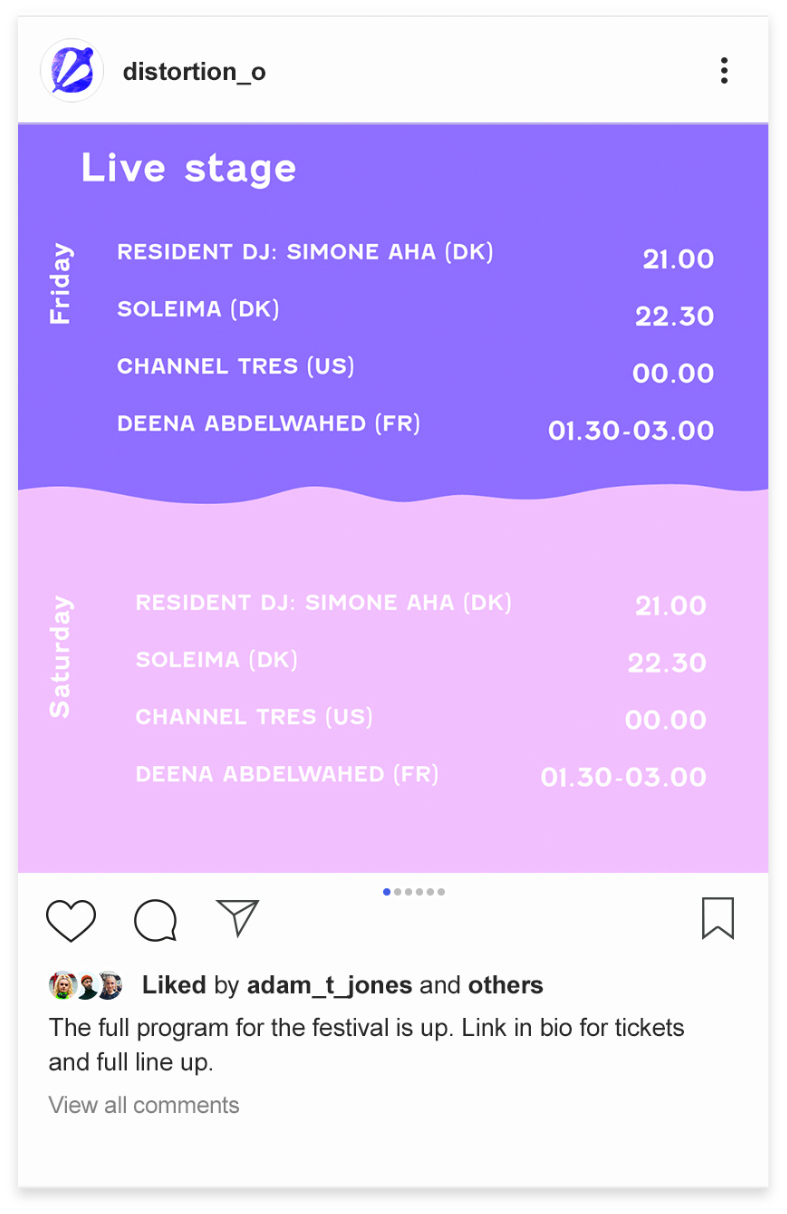 distortion_o
Live stage
Friday
RESIDENT DJ: SIMONE AHA (DK) 21.00
SOLEIMA (DK) 22.30
CHANNEL TRES (US) 00.00
DEENA ABDELWAHED (FR) 01.30-03.00
Saturday
RESIDENT DJ: SIMONE AHA (DK) 21.00
SOLEIMA (DK) 22.30
CHANNEL TRES (US) 00.00
DEENA ABDELWAHED (FR) 01.30-03.00
Liked by adam_t_jones and others
The full program for the festival is up. Link in bio for tickets
and full line up.
View all comments